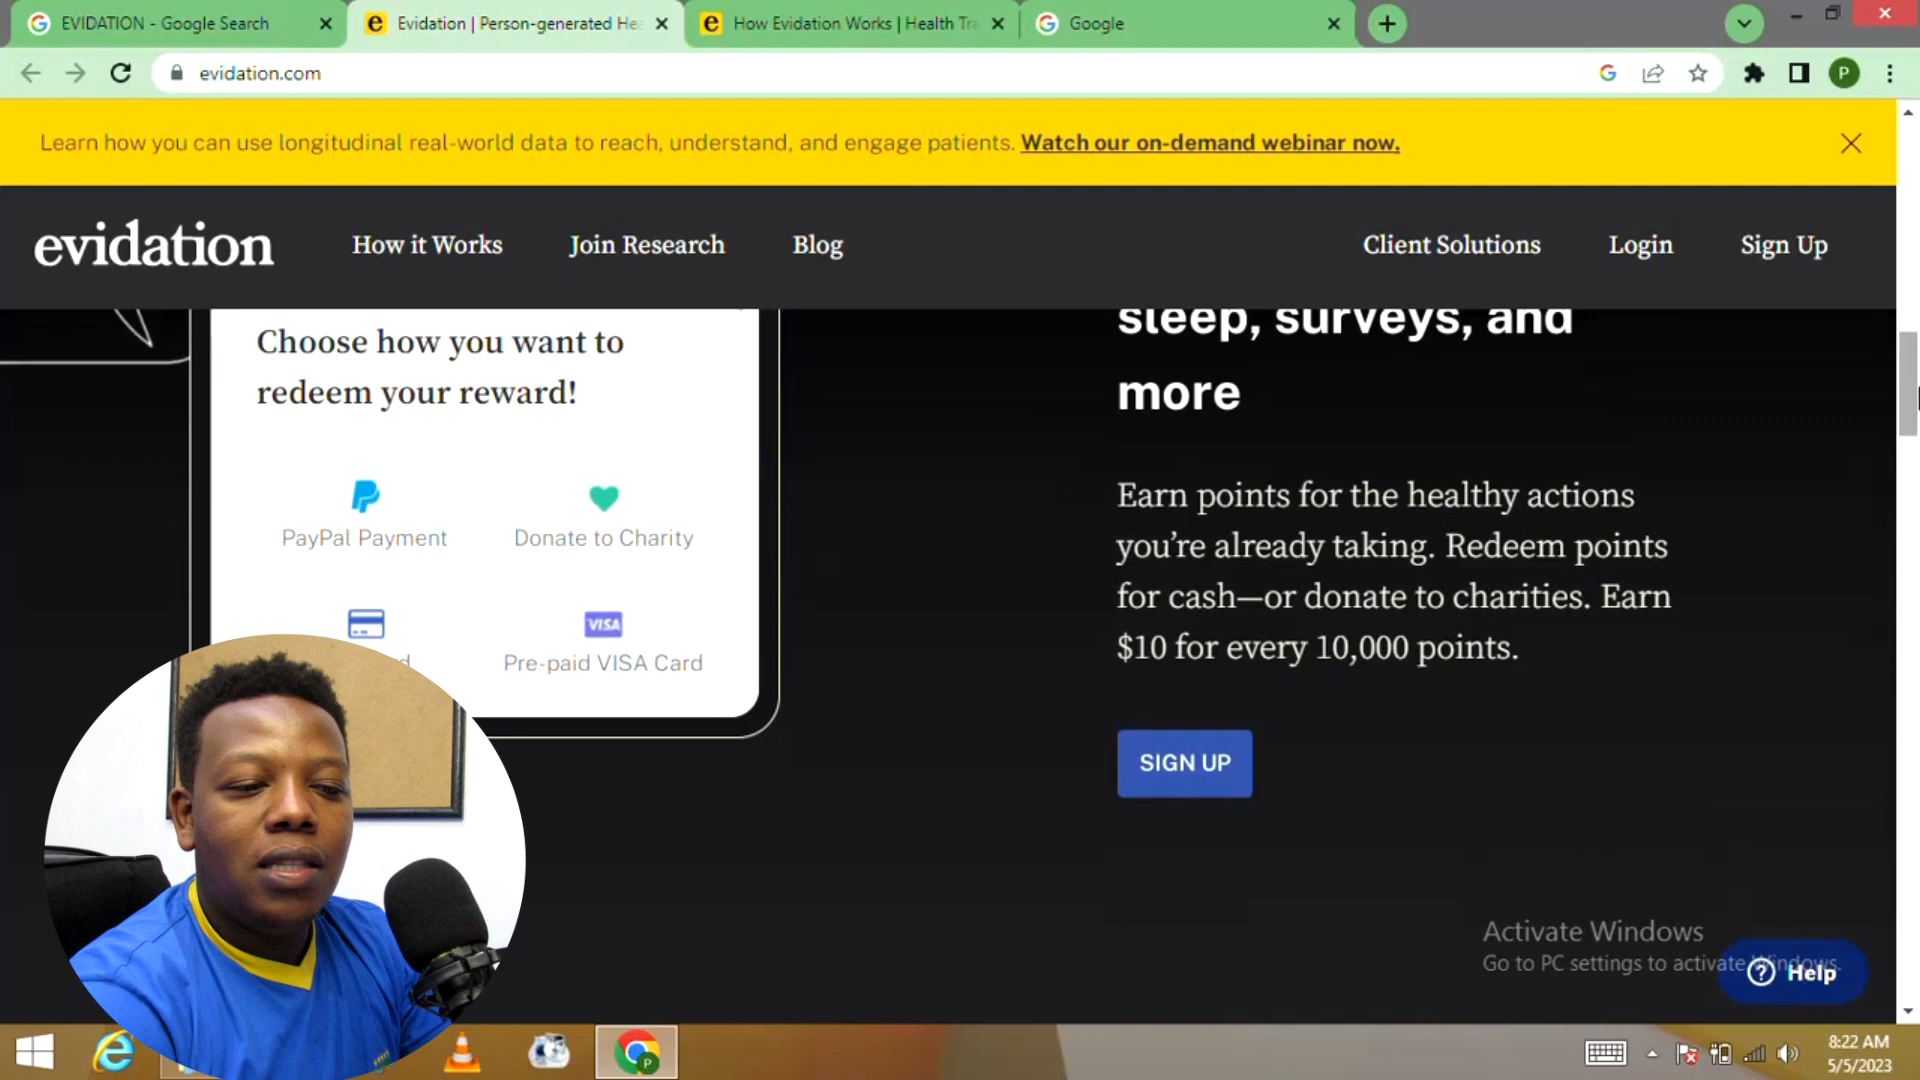 EVIDATION - Google Search
Evidation | Person-generated Hea
How Evidation Works | Health Tra
Google
evidation.com
P
Learn how you can use longitudinal real-world data to reach, understand, and engage patients. Watch our on-demand webinar now.
evidation
How it Works
Join Research
Blog
Client Solutions
Login
Sign Up
Choose how you want to
redeem your reward!
PayPal Payment
Donate to Charity
VISA
Pre-paid VISA Card
sleep, surveys, and
more
Earn points for the healthy actions
you're already taking. Redeem points
for cash—or donate to charities. Earn
$10 for every 10,000 points.
SIGN UP
Activate Windows
Go to PC settings to activate Windows.
Help
8:22 AM
5/5/2023